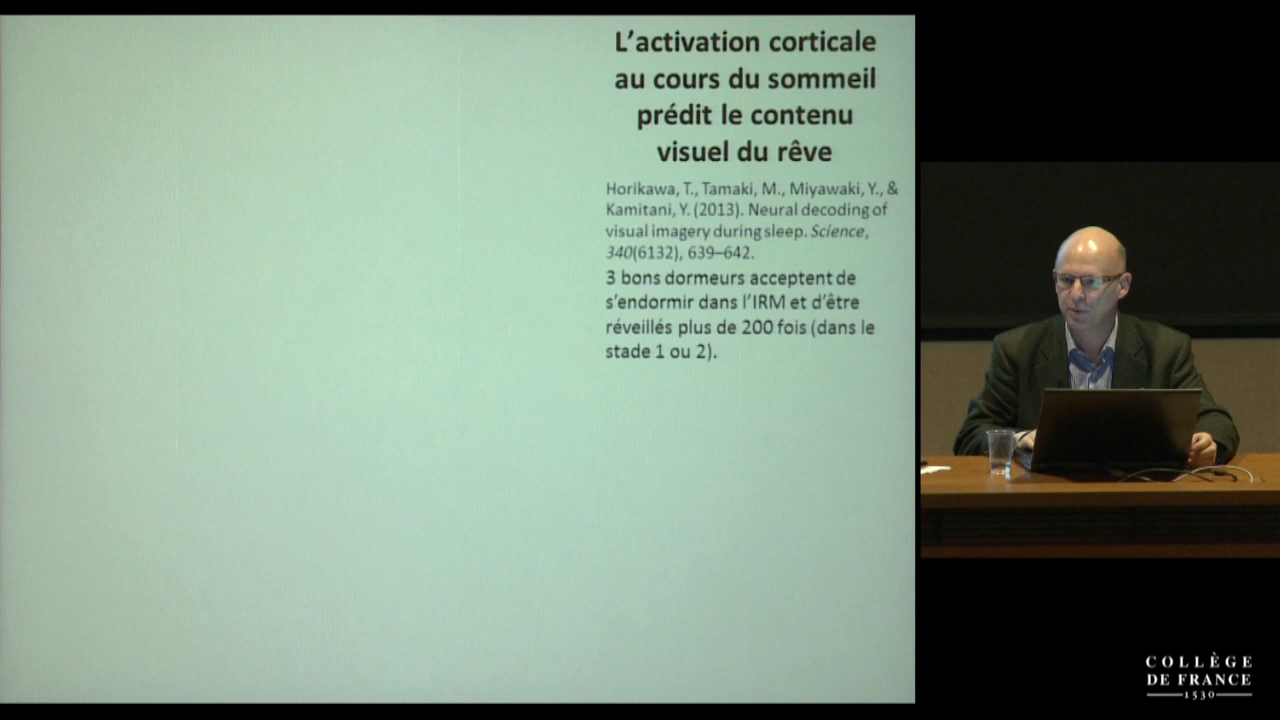 L’activation corticale
au cours du sommeil
prédit le contenu
visuel du rêve
Horikawa, T., Tamaki, M., Miyawaki, Y., &
Kamitani, Y. (2013). Neural decoding of
visual imagery during sleep. Science,
340(6132), 639–642.
3 bons dormeurs acceptent de
s’endormir dans l’IRM et d’être
réveillés plus de 200 fois (dans le
stade 1 ou 2).
COLLÈGE
DE FRANCE
1530